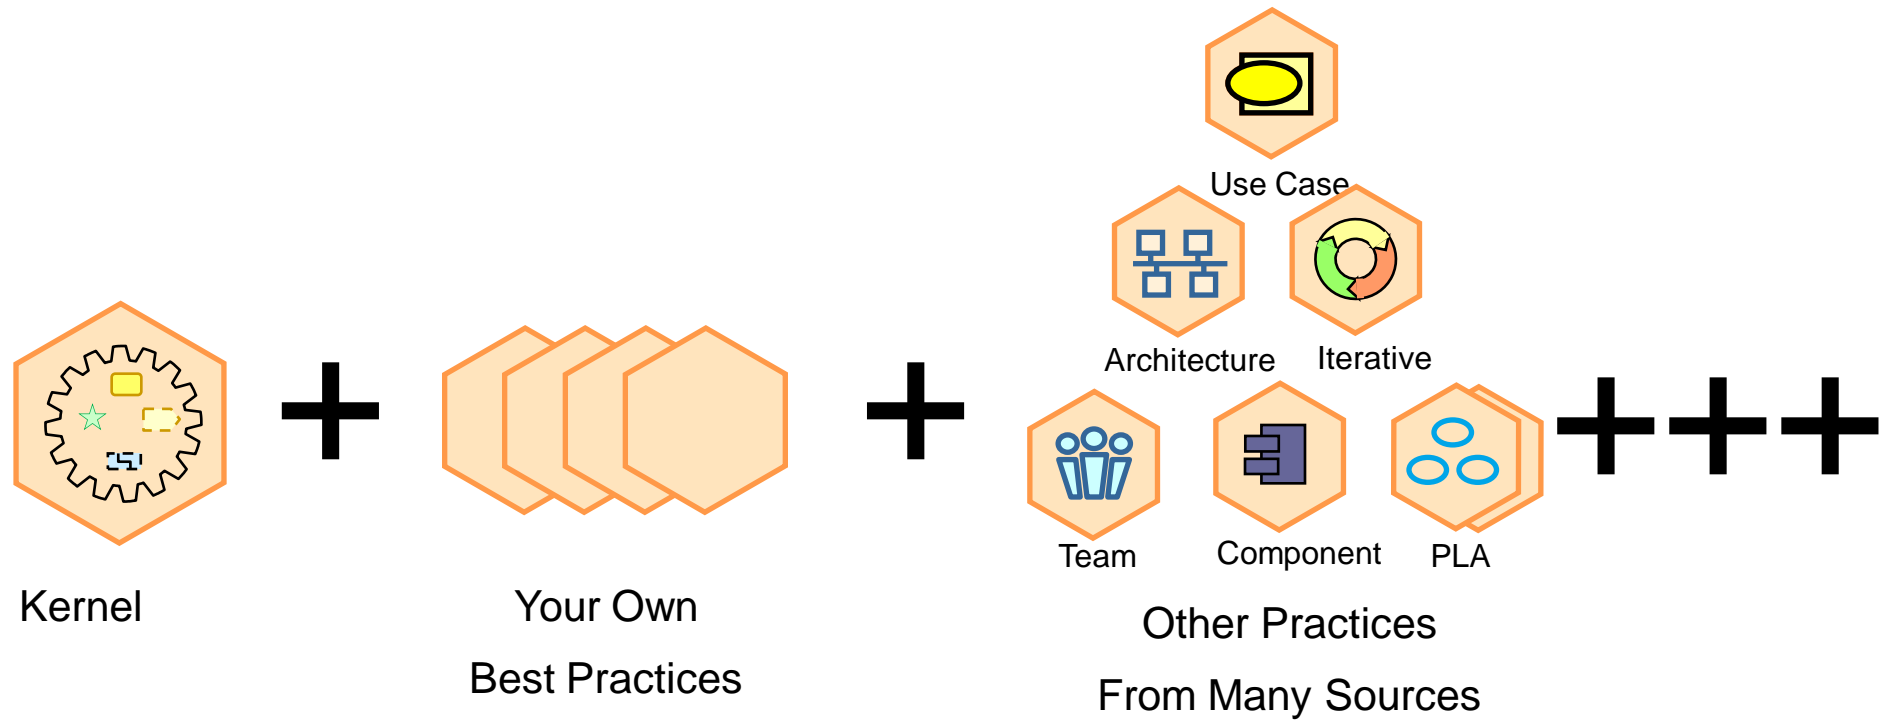 Use Case
Architecture
Iterative
Team
Component
PLA
Kernel
Your Own
Best Practices
Other Practices
From Many Sources